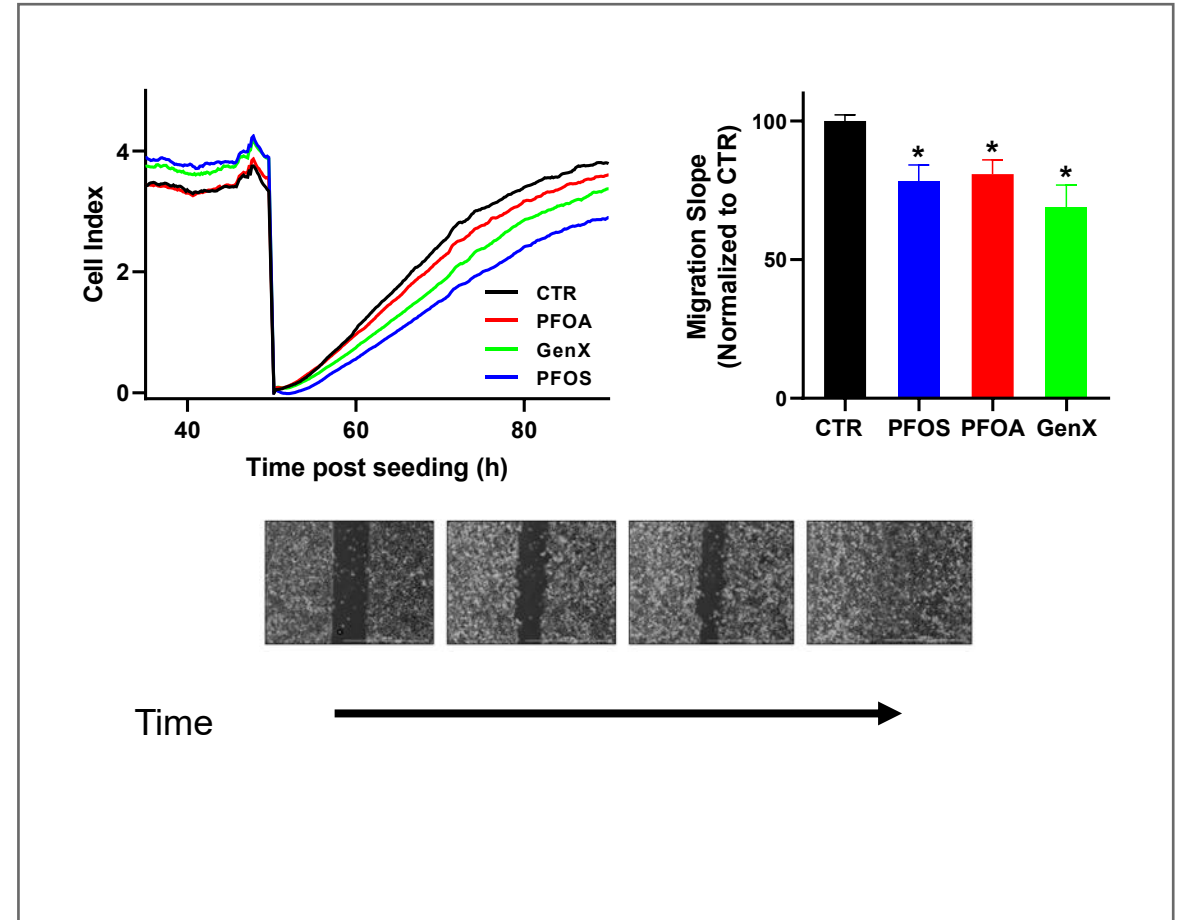 Cell Index
4
2
0
40
60
80
Time post seeding (h)
CTR
PFOA
GenX
PFOS
Migration Slope
(Normalized to CTR)
100
50
0
*
*
*
CTR
PFOS
PFOA
GenX
Time